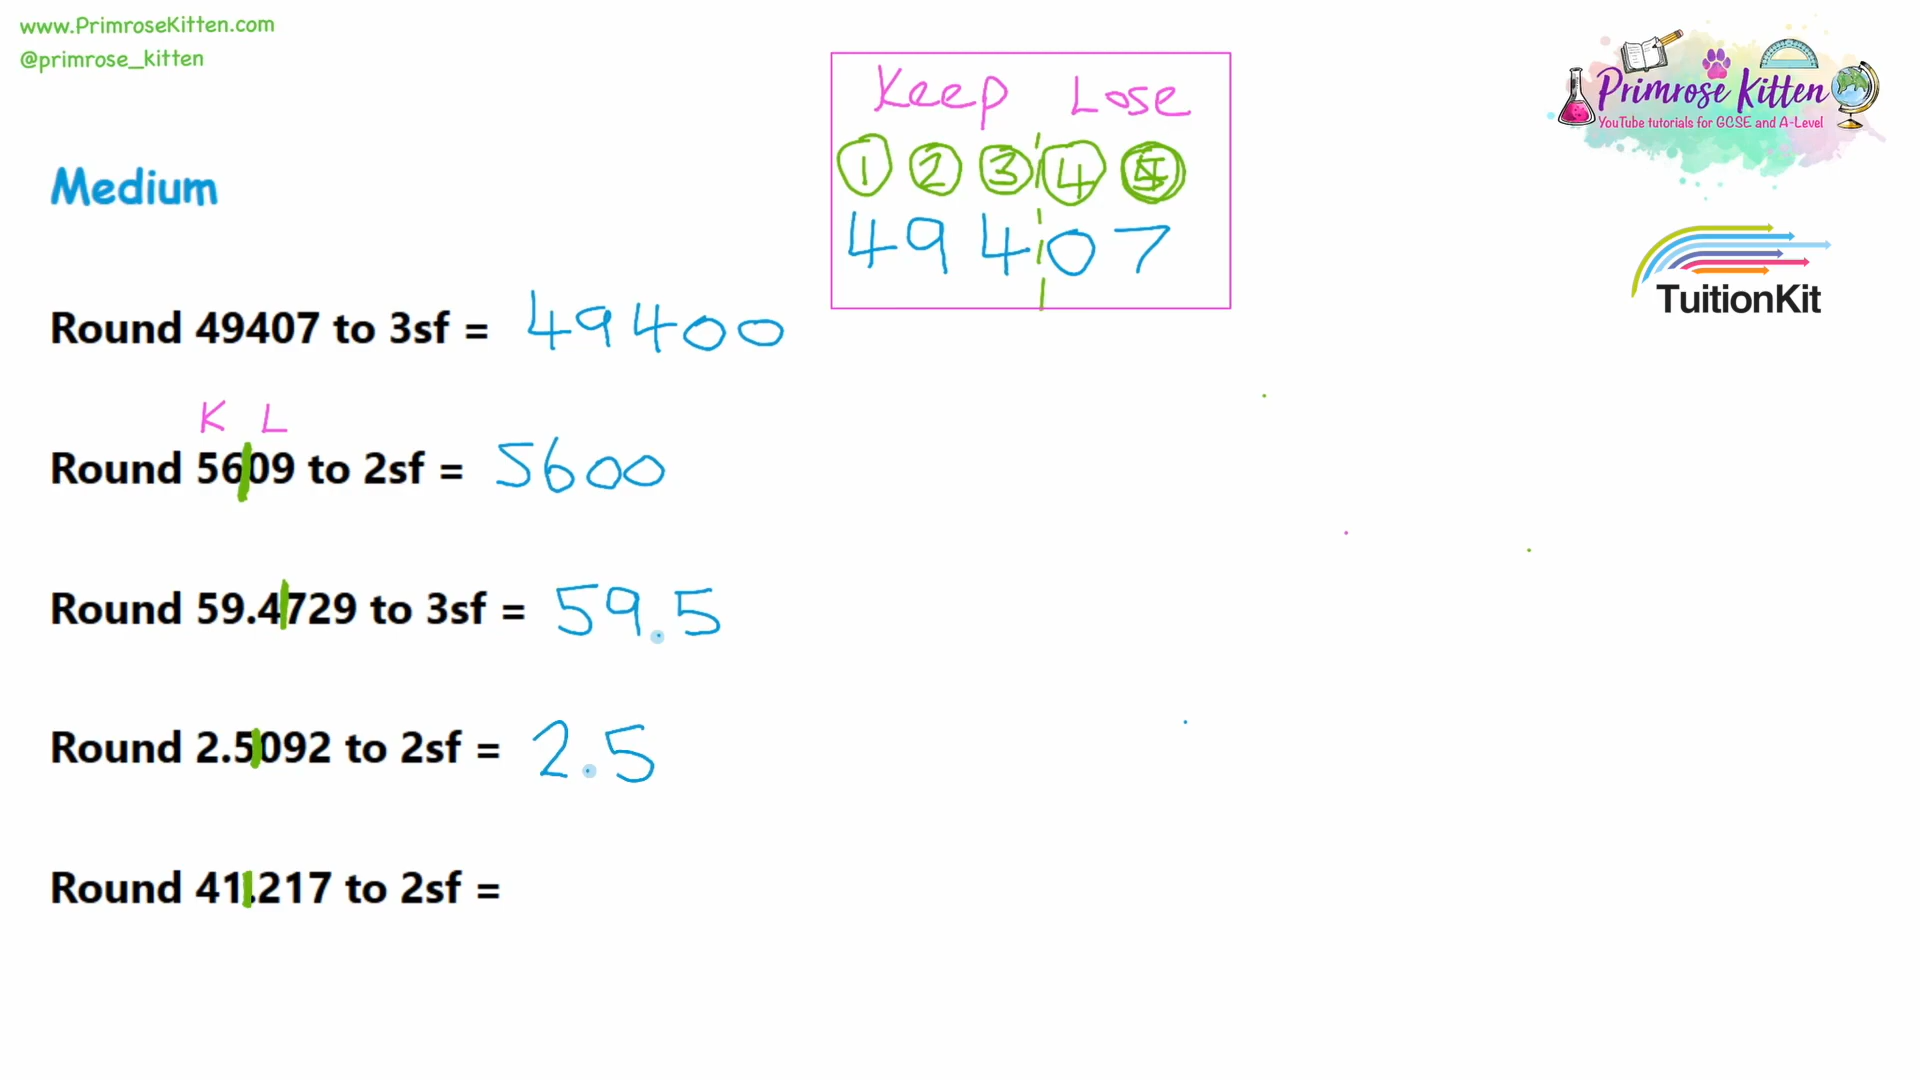 www.PrimroseKitten.com
@primrose_kitten
Keep Lose
1 2 3 4 5
4 9 4 0 7
Primrose Kitten
YouTube tutorials for GCSE and A-Level
TuitionKit
Medium
Round 49407 to 3sf = 49400
K L
Round 5609 to 2sf = 5600
Round 59.4729 to 3sf = 59.5
Round 2.5092 to 2sf = 2.5
Round 41.217 to 2sf =